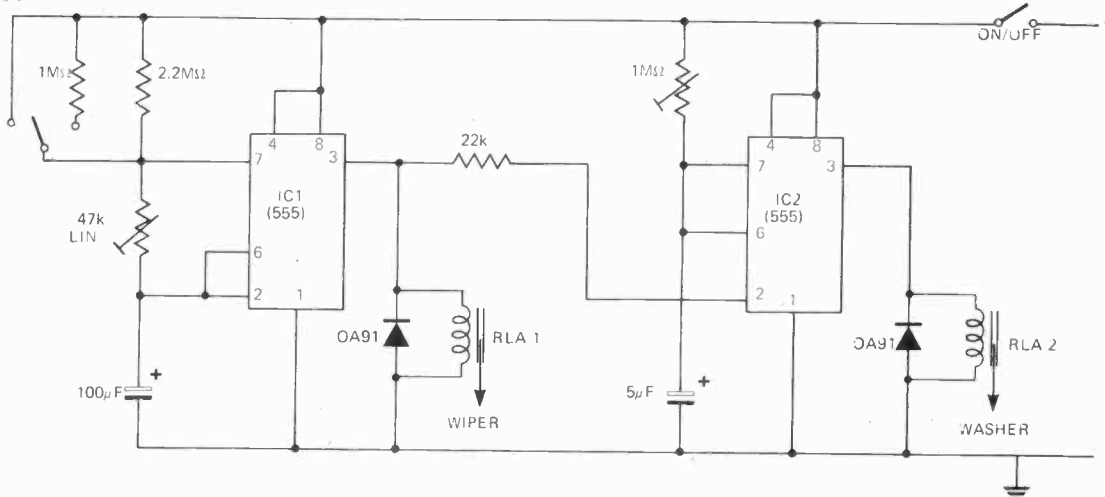 ON/OFF
1MΩ
2.2MΩ
1MΩ
4
8
4
8
22k
7
3
7
3
IC1
(555)
IC2
(555)
47k
LIN
6
6
2
1
2
1
OA91
RLA 1
OA91
RLA 2
100µF
+
5µF
+
WIPER
WASHER